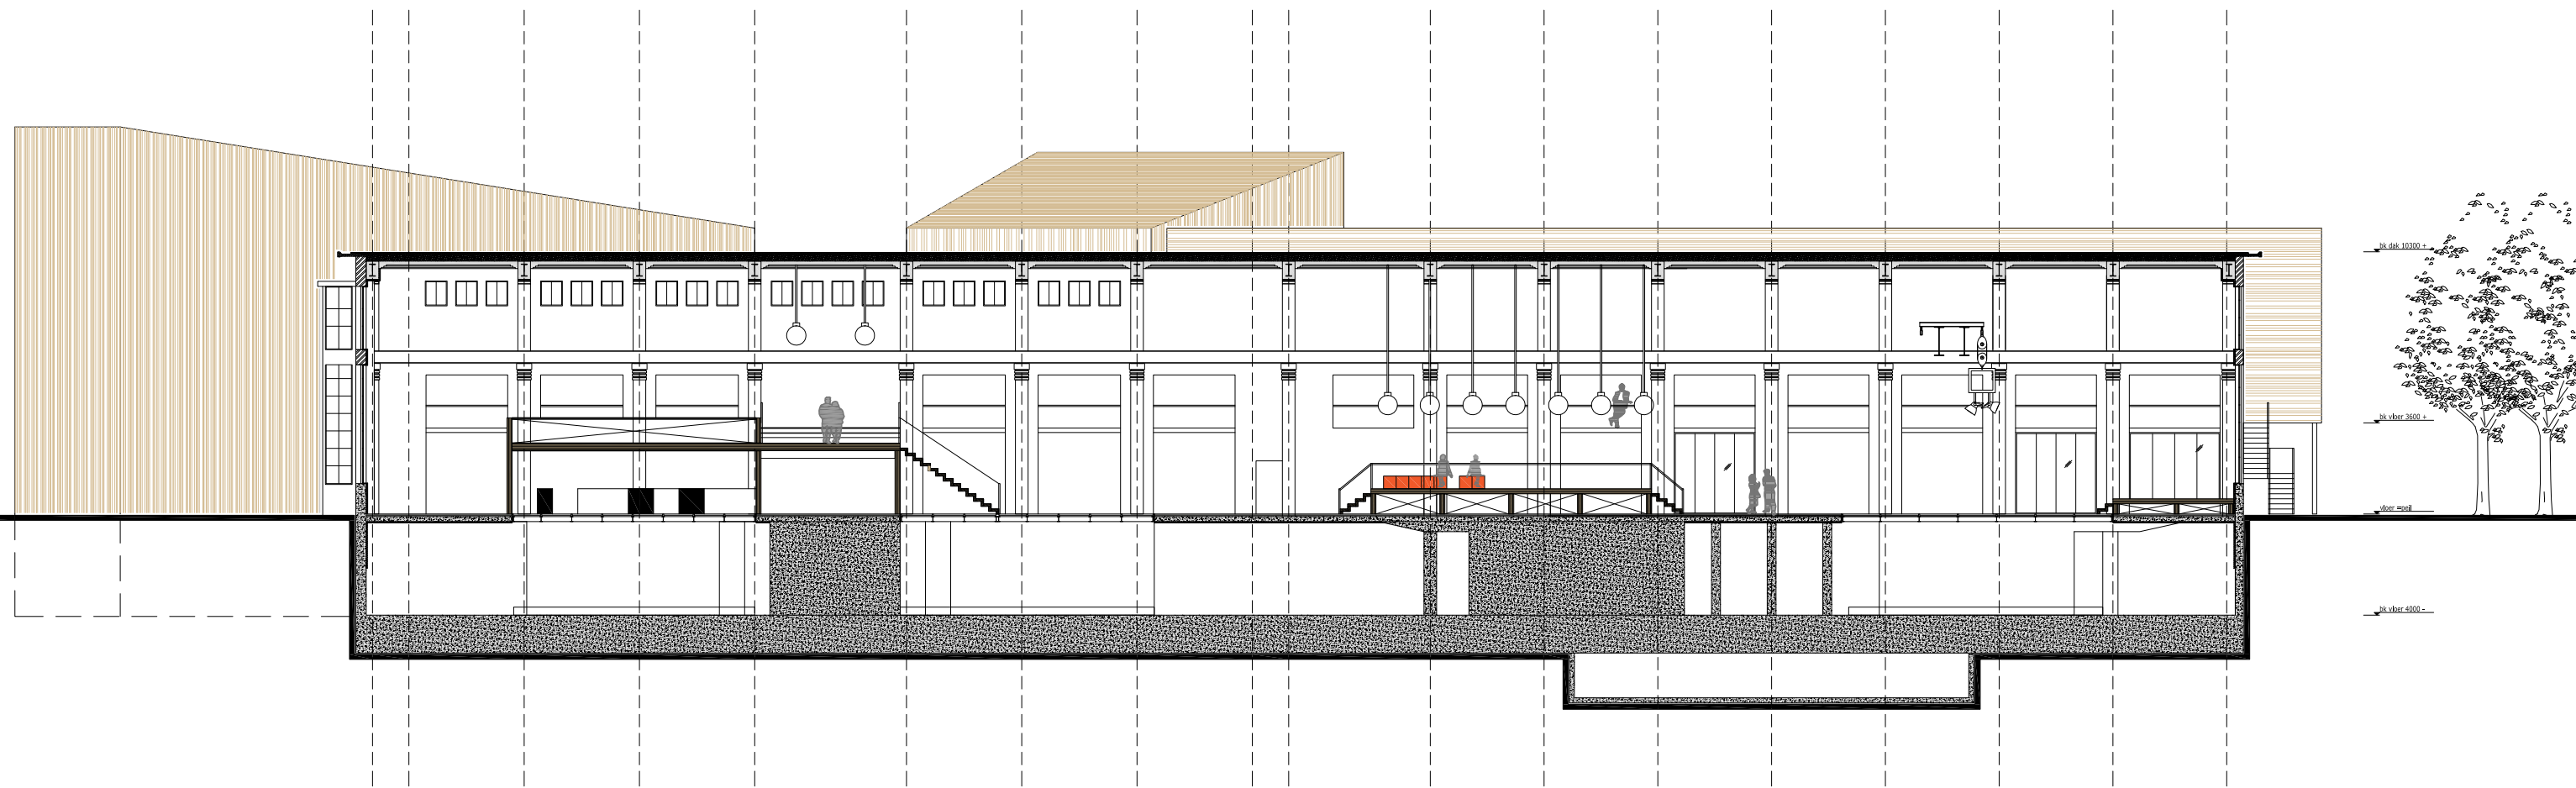 bk dak 10300 +
bk vloer 3600 +
vloer =peil
bk vloer 4000 -